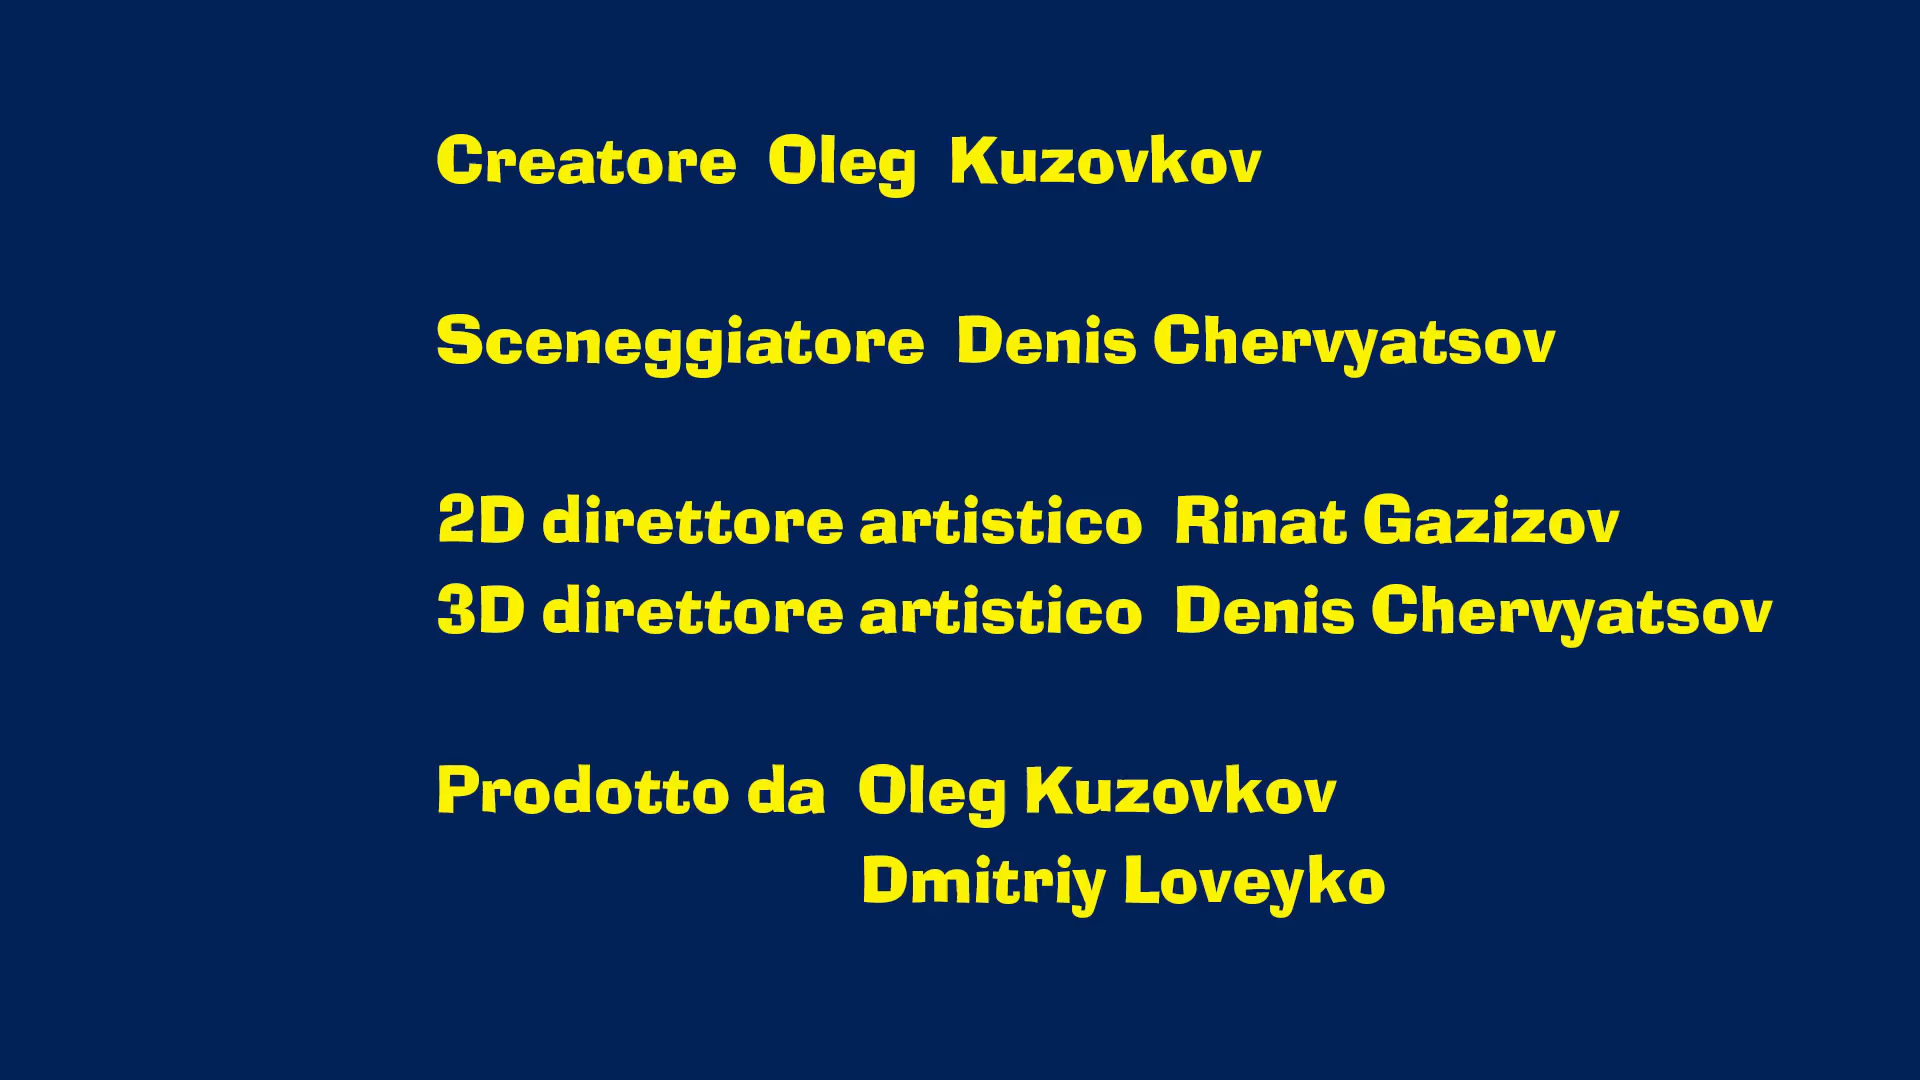 Creatore Oleg Kuzovkov
Sceneggiatore Denis Chervyatsov
2D direttore artistico Rinat Gazizov
3D direttore artistico Denis Chervyatsov
Prodotto da Oleg Kuzovkov
Dmitriy Loveyko